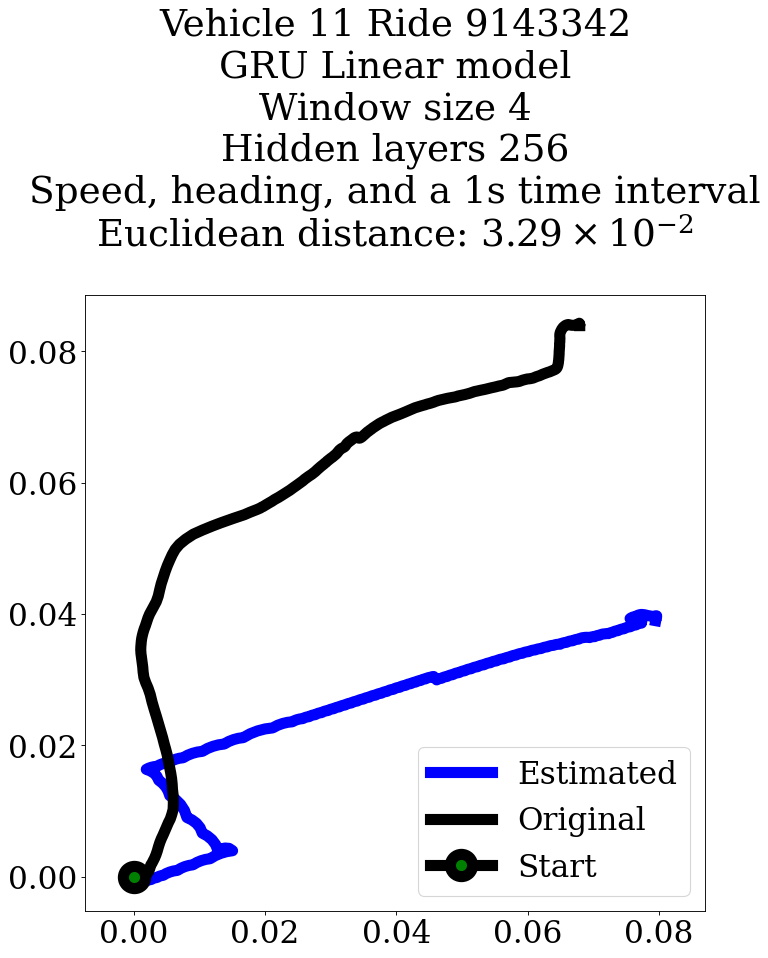 Vehicle 11 Ride 9143342
GRU Linear model
Window size 4
Hidden layers 256
Speed, heading, and a 1s time interval
Euclidean distance: 3.29 × 10⁻²
0.08
0.06
0.04
0.02
0.00
Estimated
Original
Start
0.00 0.02 0.04 0.06 0.08